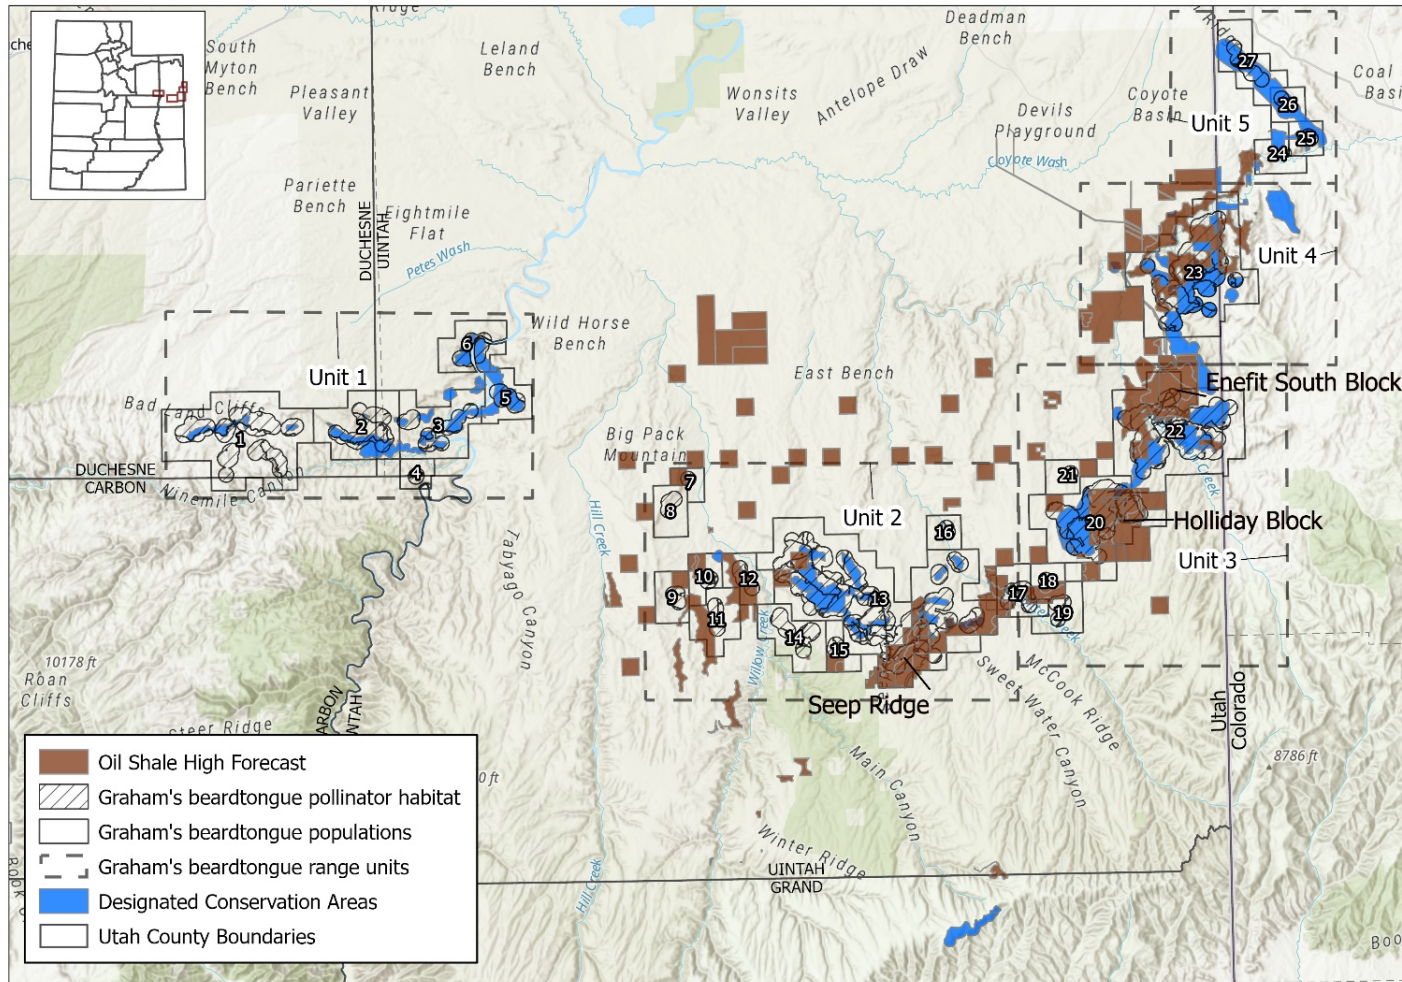 South
Myton
Bench
Leland
Bench
Deadman
Bench
Pleasant
Valley
Wonsits
Valley
Antelope Draw
Coyote
Basin
Coal
Devils
Playground
Coyote Wash
Unit 5
27
26
25
24
Pariette
Bench
Eightmile
Flat
DUCHESNE
UINTAH
Petes Wash
Unit 4
23
Wild Horse
Bench
East Bench
Unit 1
6
5
Bad Land Cliffs
1
2
3
4
Enefit South Block
22
Big Pack
Mountain
DUCHESNE
CARBON
Ninemile Canyon
7
8
21
Unit 2
16
20
Holliday Block
Unit 3
Hill Creek
Tabyago Canyon
9
10
11
12
13
14
15
17
18
19
Willow Creek
Seep Ridge
McCook Ridge
Sweet Water Canyon
Utah
Colorado
10178 ft
Roan
Cliffs
8786 ft
Main Canyon
Winter Ridge
Hill Creek
UINTAH
GRAND
Oil Shale High Forecast
Graham's beardtongue pollinator habitat
Graham's beardtongue populations
Graham's beardtongue range units
Designated Conservation Areas
Utah County Boundaries